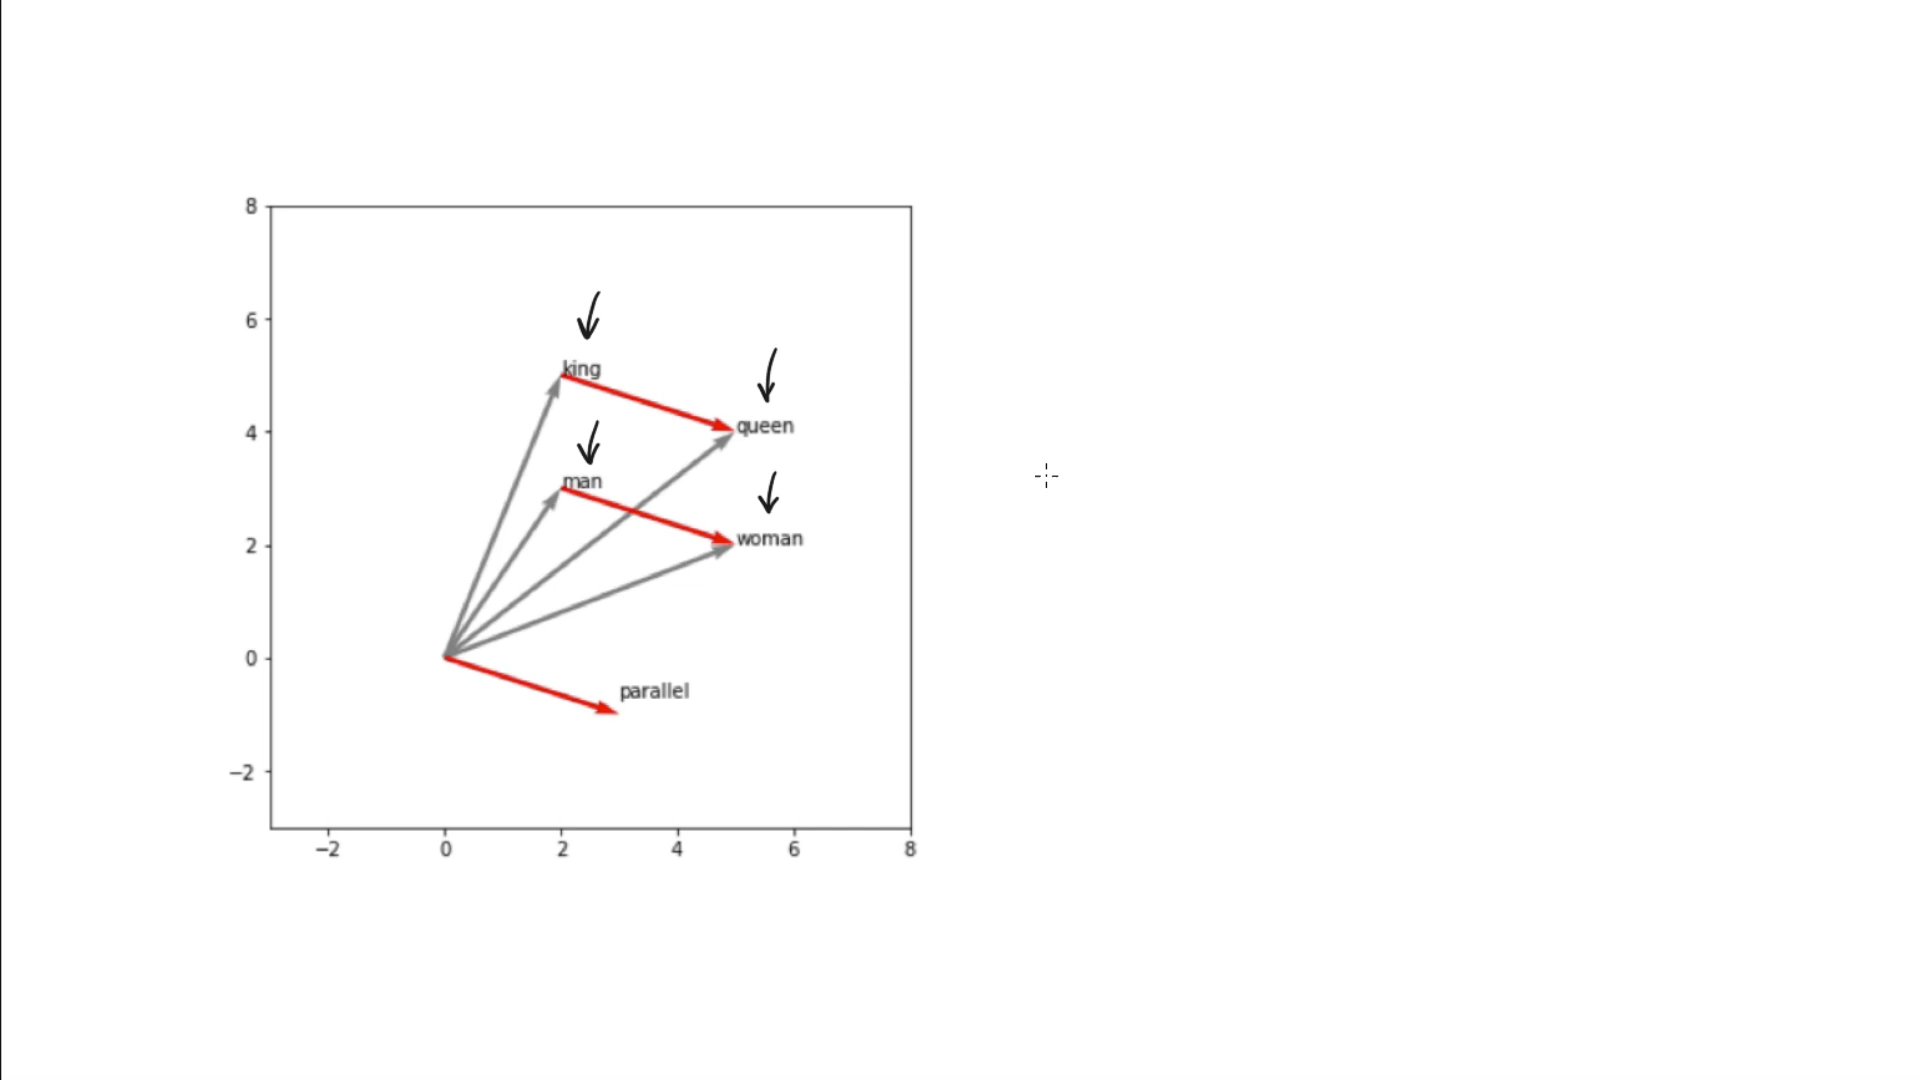 8
6
king
queen
4
man
woman
2
0
parallel
−2
−2 0 2 4 6 8